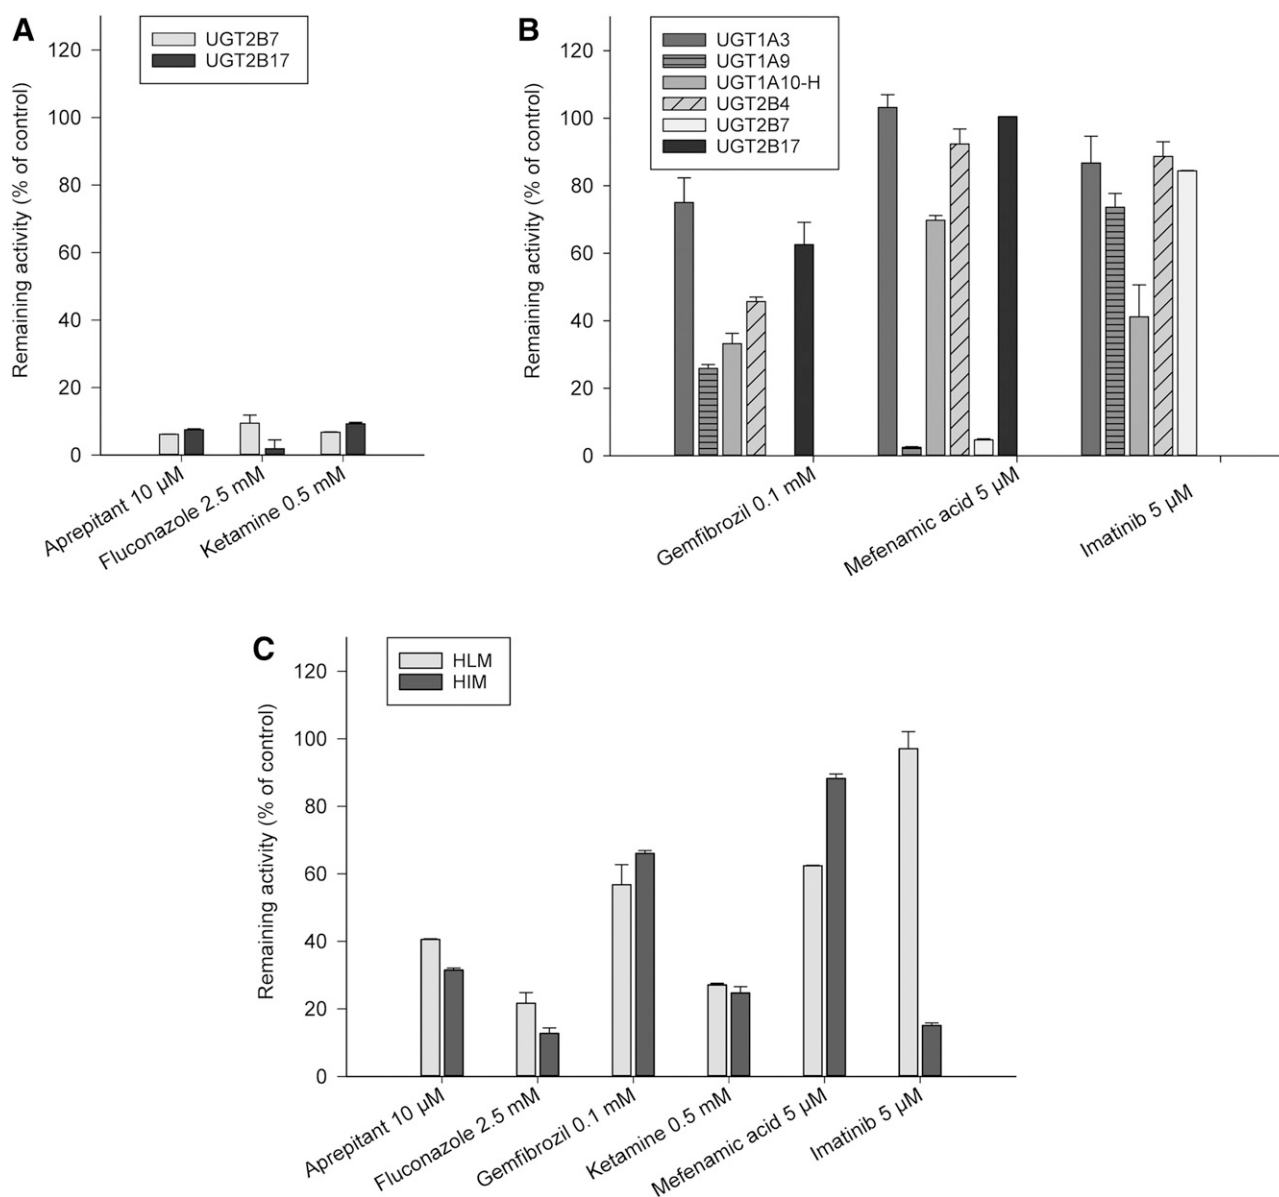 A
UGT2B7
UGT2B17
Remaining activity (% of control)
120
100
80
60
40
20
0
Aprepitant 10 µM
Fluconazole 2.5 mM
Ketamine 0.5 mM
B
UGT1A3
UGT1A9
UGT1A10-H
UGT2B4
UGT2B7
UGT2B17
Remaining activity (% of control)
120
100
80
60
40
20
0
Gemfibrozil 0.1 mM
Mefenamic acid 5 µM
Imatinib 5 µM
C
HLM
HIM
Remaining activity (% of control)
120
100
80
60
40
20
0
Aprepitant 10 µM
Fluconazole 2.5 mM
Gemfibrozil 0.1 mM
Ketamine 0.5 mM
Mefenamic acid 5 µM
Imatinib 5 µM